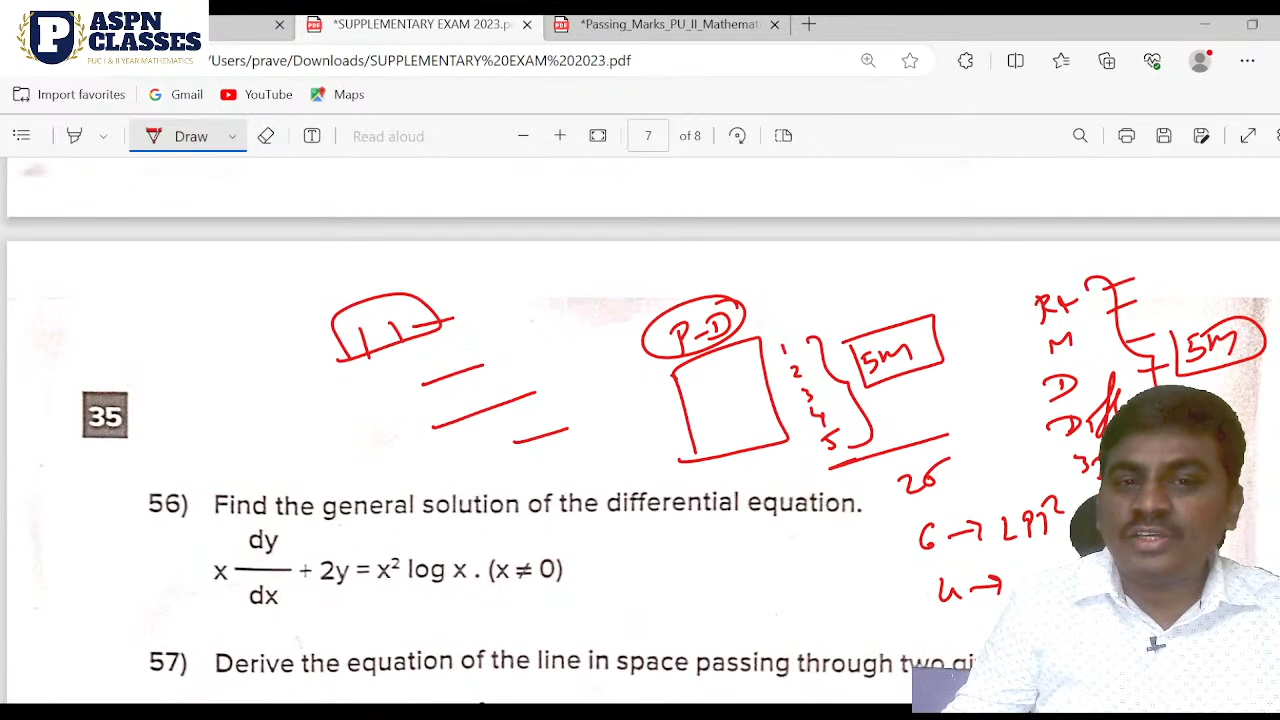 P
ASPN
CLASSES
PUC I & II YEAR MATHEMATICS
*SUPPLEMENTARY EXAM 2023.p
*Passing_Marks_PU_II_Mathemat
/Users/prave/Downloads/SUPPLEMENTARY%20EXAM%202023.pdf
Import favorites
Gmail
YouTube
Maps
Draw
Read aloud
7 of 8
P-D
1
2
3
4
5
5m
M
D
5m
35
6 →
4 →
56) Find the general solution of the differential equation.
x dy/dx + 2y = x² log x . (x ≠ 0)
57) Derive the equation of the line in space passing through two